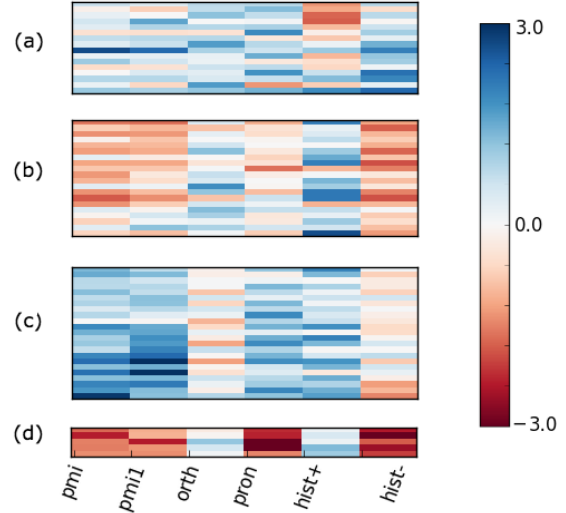 (a)
(b)
(c)
(d)
pmi
pmi1
orth
pron
hist+
hist-
3.0
0.0
−3.0